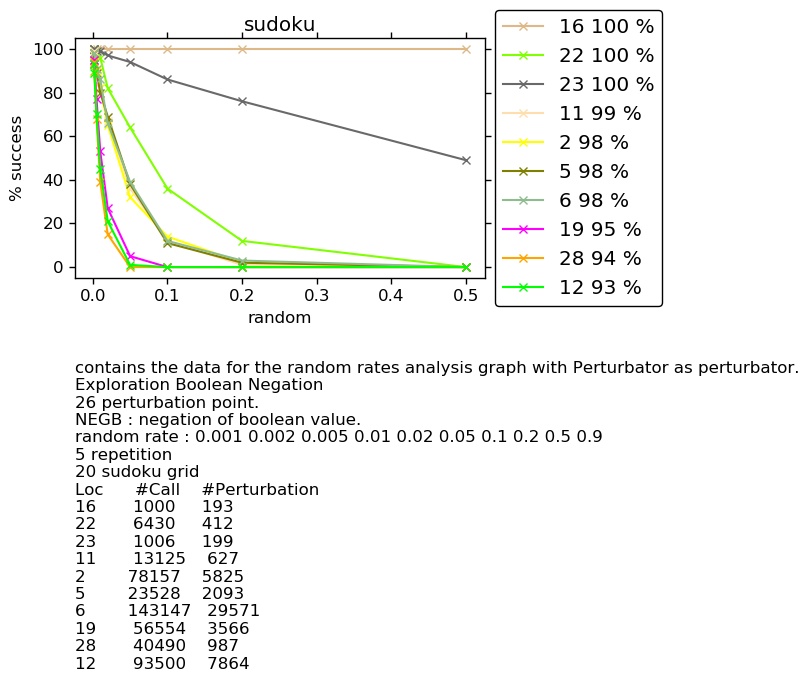 sudoku
100
80
60
40
20
0
% success
0.0 0.1 0.2 0.3 0.4 0.5
random
16 100 %
22 100 %
23 100 %
11 99 %
2 98 %
5 98 %
6 98 %
19 95 %
28 94 %
12 93 %
contains the data for the random rates analysis graph with Perturbator as perturbator.
Exploration Boolean Negation
26 perturbation point.
NEGB : negation of boolean value.
random rate : 0.001 0.002 0.005 0.01 0.02 0.05 0.1 0.2 0.5 0.9
5 repetition
20 sudoku grid
Loc #Call #Perturbation
16 1000 193
22 6430 412
23 1006 199
11 13125 627
2 78157 5825
5 23528 2093
6 143147 29571
19 56554 3566
28 40490 987
12 93500 7864